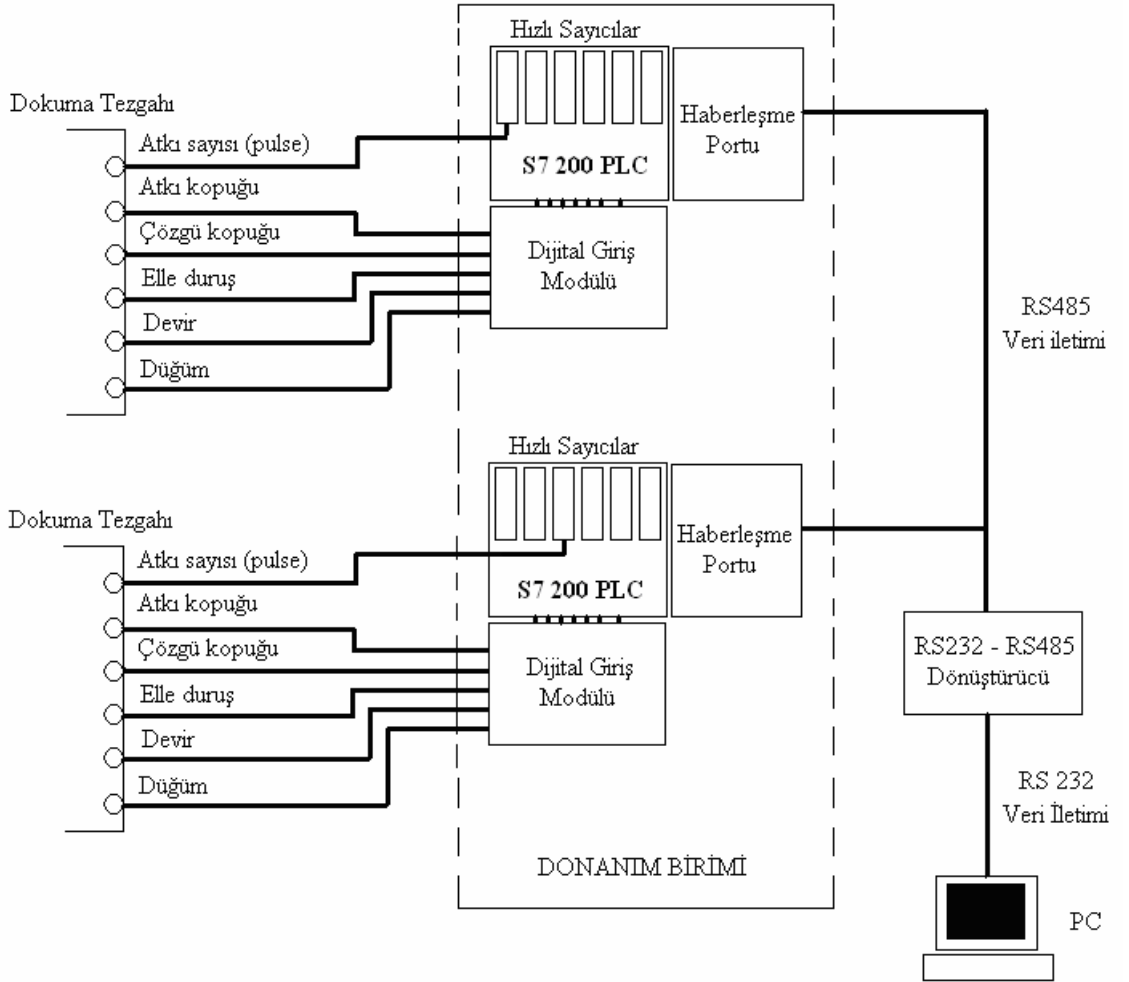 Hızlı Sayıcılar
Dokuma Tezgahı
Atkı sayısı (pulse)
Atkı kopuğu
Çözgü kopuğu
Elle duruş
Devir
Düğüm
S7 200 PLC
Haberleşme
Portu
Dijital Giriş
Modülü
RS485
Veri iletimi
Hızlı Sayıcılar
Dokuma Tezgahı
Atkı sayısı (pulse)
Atkı kopuğu
Çözgü kopuğu
Elle duruş
Devir
Düğüm
S7 200 PLC
Haberleşme
Portu
Dijital Giriş
Modülü
RS232 - RS485
Dönüştürücü
RS 232
Veri İletimi
DONANIM BİRİMİ
PC